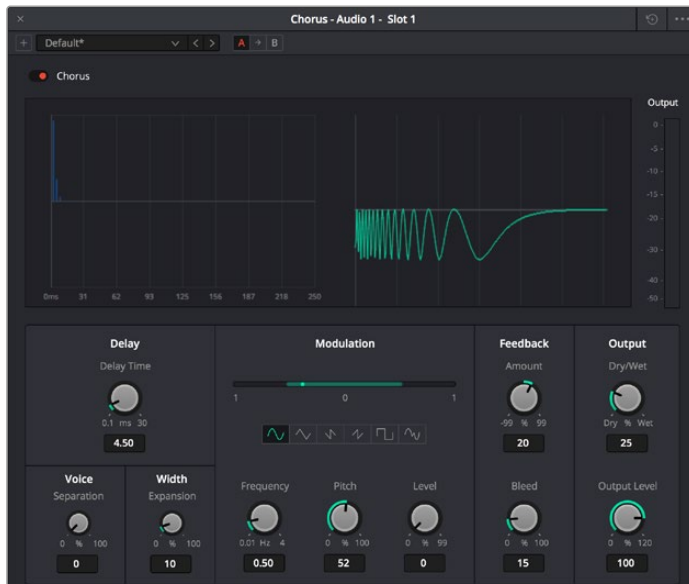 Chorus - Audio 1 - Slot 1
Default*
A B
Chorus
Output
0
-5
-10
-15
-20
-30
-40
-50
0ms 31 62 93 125 156 187 218 250
Delay
Delay Time
0.1 ms 30
4.50
Modulation
1 0 1
Feedback
Amount
-99 % 99
20
Output
Dry/Wet
Dry % Wet
25
Voice
Separation
0 % 100
0
Width
Expansion
0 % 100
10
Frequency
0.01 Hz 4
0.50
Pitch
0 % 100
52
Level
0 % 99
0
Bleed
0 % 100
15
Output Level
0 % 120
100